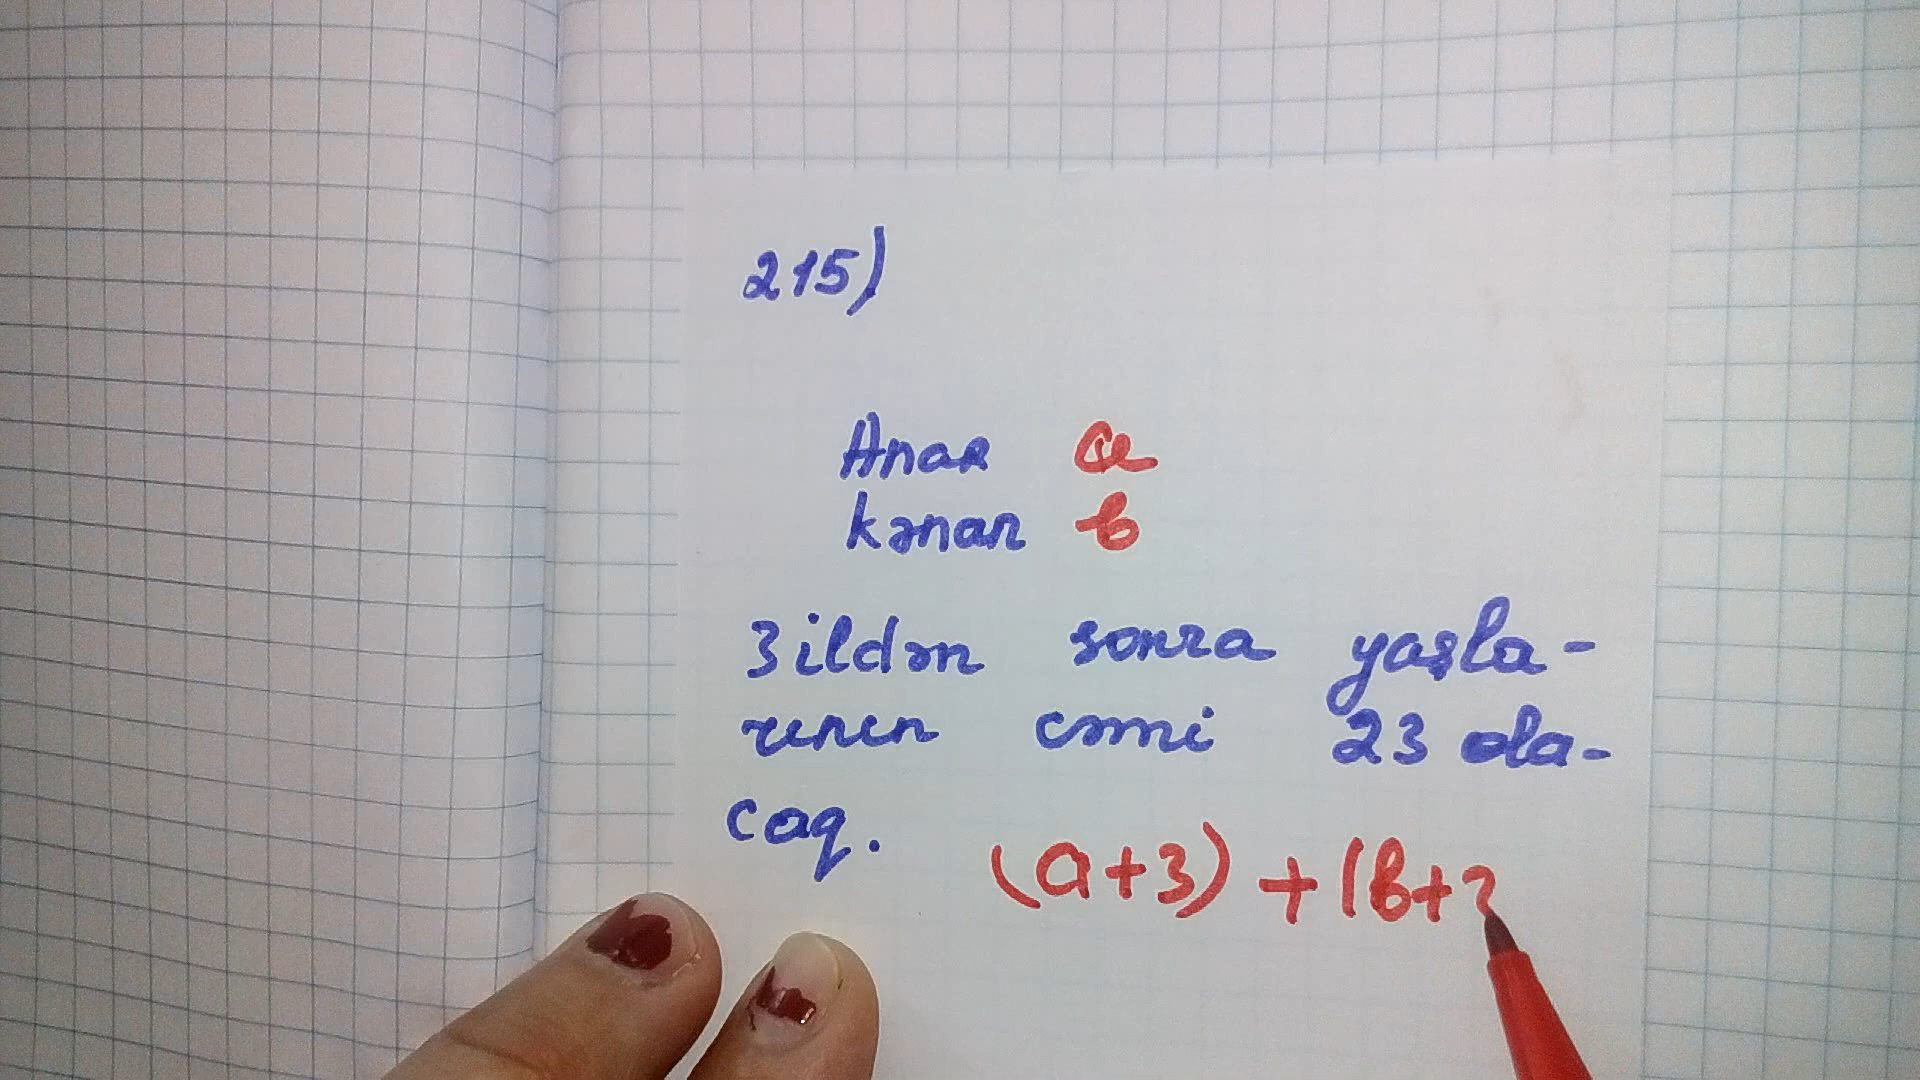 215)
Anar a
Kənan b
3 ildən sonra yaşla-
rının cəmi 23 ola-
caq.
(a+3) + (b+3